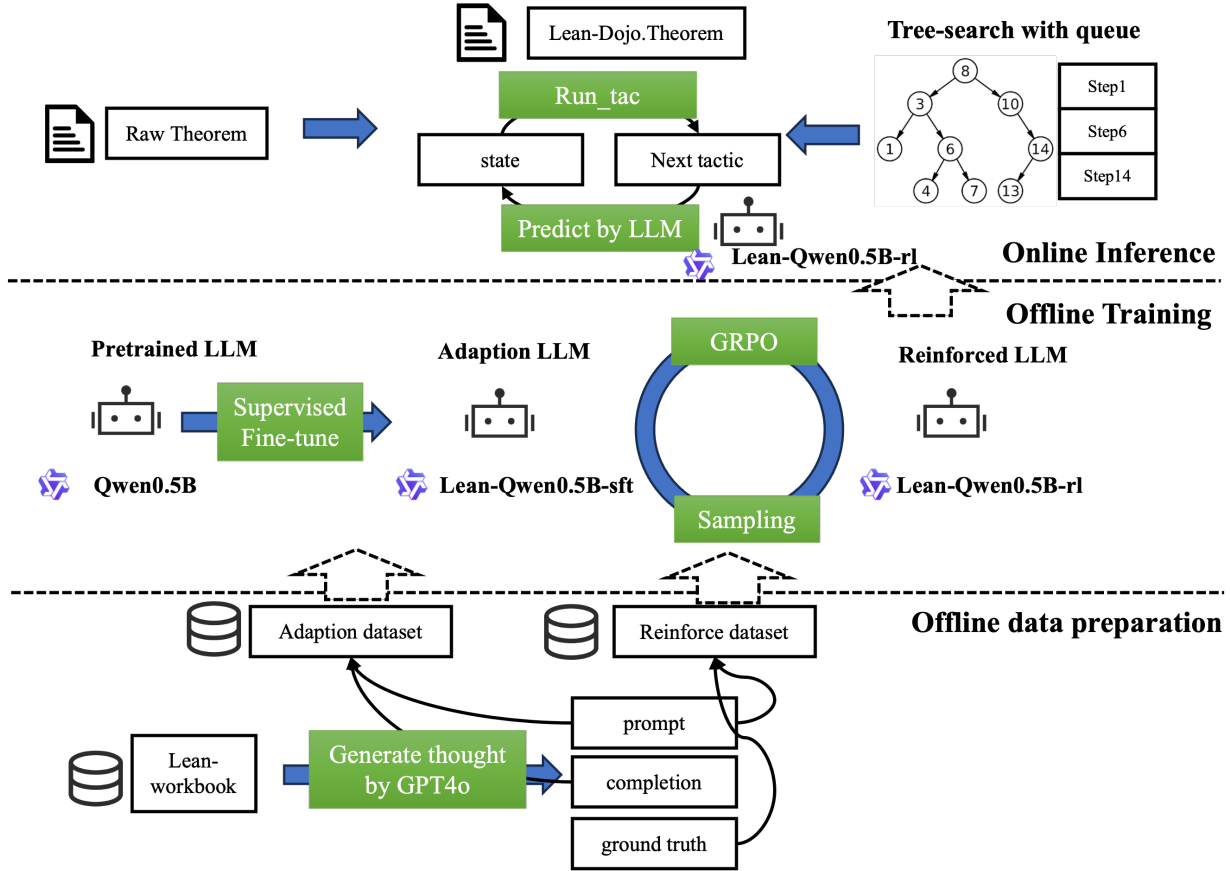 Lean-Dojo.Theorem
Tree-search with queue
Run_tac
Raw Theorem
state
Next tactic
8
3
10
1
6
14
4
7
13
Step1
Step6
Step14
Predict by LLM
Lean-Qwen0.5B-rl
Online Inference
Offline Training
Pretrained LLM
Adaption LLM
GRPO
Reinforced LLM
Supervised
Fine-tune
Qwen0.5B
Lean-Qwen0.5B-sft
Lean-Qwen0.5B-rl
Sampling
Offline data preparation
Adaption dataset
Reinforce dataset
Lean-
workbook
Generate thought
by GPT4o
prompt
completion
ground truth